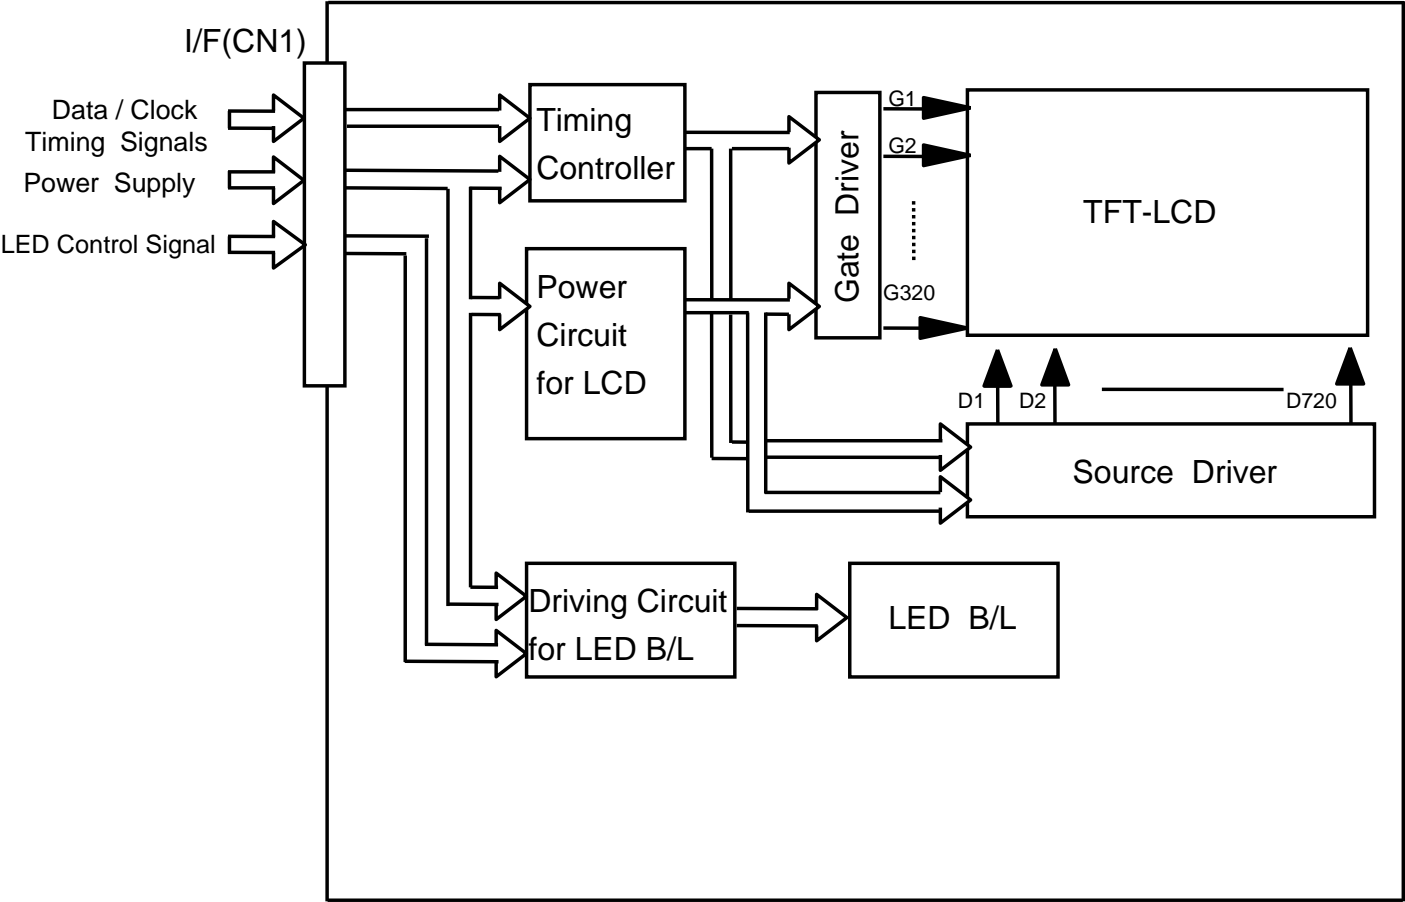 I/F(CN1)
Data / Clock
Timing Signals
Power Supply
LED Control Signal
Timing
Controller
Power
Circuit
for LCD
Gate Driver
G1
G2
G320
TFT-LCD
D1
D2
D720
Source Driver
Driving Circuit
for LED B/L
LED B/L